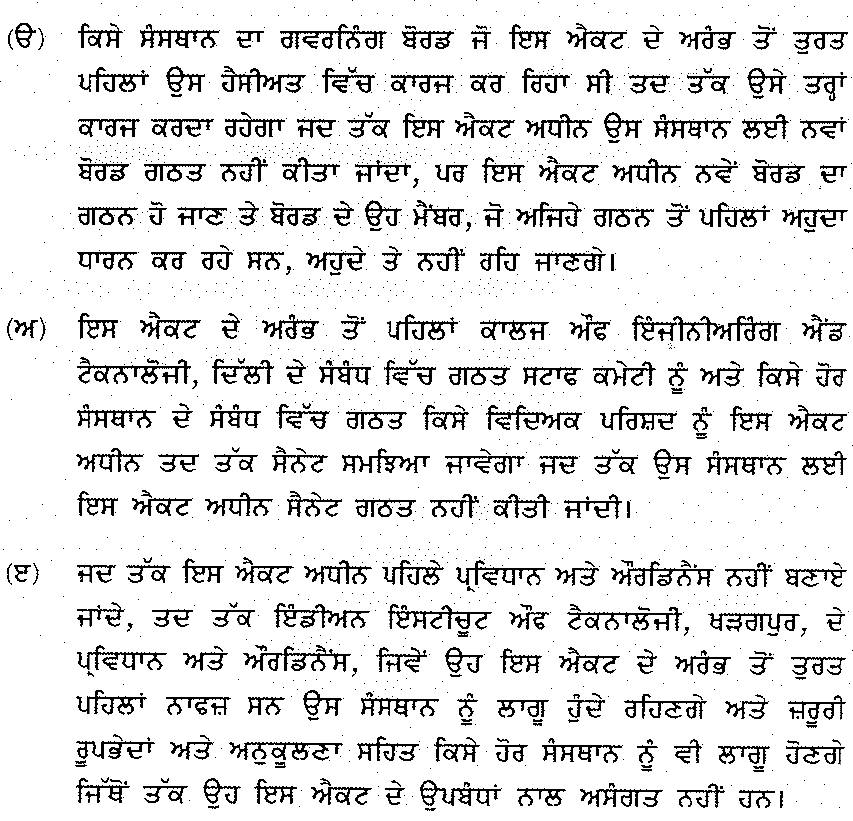 (ੳ) ਕਿਸੇ ਸੰਸਥਾਨ ਦਾ ਗਵਰਨਿੰਗ ਬੋਰਡ ਜੋ ਇਸ ਐਕਟ ਦੇ ਅਰੰਭ ਤੋਂ ਤੁਰਤ
ਪਹਿਲਾਂ ਉਸ ਹੈਸੀਅਤ ਵਿੱਚ ਕਾਰਜ ਕਰ ਰਿਹਾ ਸੀ ਤਦ ਤੱਕ ਉਸੇ ਤਰ੍ਹਾਂ
ਕਾਰਜ ਕਰਦਾ ਰਹੇਗਾ ਜਦ ਤੱਕ ਇਸ ਐਕਟ ਅਧੀਨ ਉਸ ਸੰਸਥਾਨ ਲਈ ਨਵਾਂ
ਬੋਰਡ ਗਠਤ ਨਹੀਂ ਕੀਤਾ ਜਾਂਦਾ, ਪਰ ਇਸ ਐਕਟ ਅਧੀਨ ਨਵੇਂ ਬੋਰਡ ਦਾ
ਗਠਨ ਹੋ ਜਾਣ ਤੇ ਬੋਰਡ ਦੇ ਉਹ ਮੈਂਬਰ, ਜੋ ਅਜਿਹੇ ਗਠਨ ਤੋਂ ਪਹਿਲਾਂ ਅਹੁਦਾ
ਧਾਰਨ ਕਰ ਰਹੇ ਸਨ, ਅਹੁਦੇ ਤੇ ਨਹੀਂ ਰਹਿ ਜਾਣਗੇ।
(ਅ) ਇਸ ਐਕਟ ਦੇ ਅਰੰਭ ਤੋਂ ਪਹਿਲਾਂ ਕਾਲਜ ਔਫ ਇੰਜੀਨੀਅਰਿੰਗ ਐਂਡ
ਟੈਕਨਾਲੋਜੀ, ਦਿੱਲੀ ਦੇ ਸੰਬੰਧ ਵਿੱਚ ਗਠਤ ਸਟਾਫ ਕਮੇਟੀ ਨੂੰ ਅਤੇ ਕਿਸੇ ਹੋਰ
ਸੰਸਥਾਨ ਦੇ ਸੰਬੰਧ ਵਿੱਚ ਗਠਤ ਕਿਸੇ ਵਿਦਿਅਕ ਪਰਿਸ਼ਦ ਨੂੰ ਇਸ ਐਕਟ
ਅਧੀਨ ਤਦ ਤੱਕ ਸੈਨੇਟ ਸਮਝਿਆ ਜਾਵੇਗਾ ਜਦ ਤੱਕ ਉਸ ਸੰਸਥਾਨ ਲਈ
ਇਸ ਐਕਟ ਅਧੀਨ ਸੈਨੇਟ ਗਠਤ ਨਹੀਂ ਕੀਤੀ ਜਾਂਦੀ।
(ੲ) ਜਦ ਤੱਕ ਇਸ ਐਕਟ ਅਧੀਨ ਪਹਿਲੇ ਪ੍ਰਵਿਧਾਨ ਅਤੇ ਔਰਡਿਨੈਂਸ ਨਹੀਂ ਬਣਾਏ
ਜਾਂਦੇ, ਤਦ ਤੱਕ ਇੰਡੀਅਨ ਇੰਸਟੀਚੂਟ ਔਫ ਟੈਕਨਾਲੋਜੀ, ਖੜਗਪੁਰ, ਦੇ
ਪ੍ਰਵਿਧਾਨ ਅਤੇ ਔਰਡਿਨੈਂਸ, ਜਿਵੇਂ ਉਹ ਇਸ ਐਕਟ ਦੇ ਅਰੰਭ ਤੋਂ ਤੁਰਤ
ਪਹਿਲਾਂ ਨਾਫਜ਼ ਸਨ ਉਸ ਸੰਸਥਾਨ ਨੂੰ ਲਾਗੂ ਹੁੰਦੇ ਰਹਿਣਗੇ ਅਤੇ ਜ਼ਰੂਰੀ
ਰੂਪਭੇਦਾਂ ਅਤੇ ਅਨੁਕੂਲਣਾ ਸਹਿਤ ਕਿਸੇ ਹੋਰ ਸੰਸਥਾਨ ਨੂੰ ਵੀ ਲਾਗੂ ਹੋਣਗੇ
ਜਿੱਥੋਂ ਤੱਕ ਉਹ ਇਸ ਐਕਟ ਦੇ ਉਪਬੰਧਾਂ ਨਾਲ ਅਸੰਗਤ ਨਹੀਂ ਹਨ।